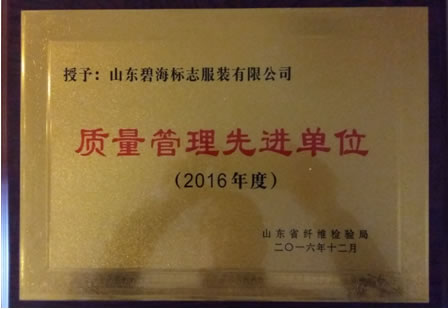 授予：山东碧海标志服装有限公司
质量管理先进单位
（2016年度）
山东省纤维检验局
二〇一六年十二月